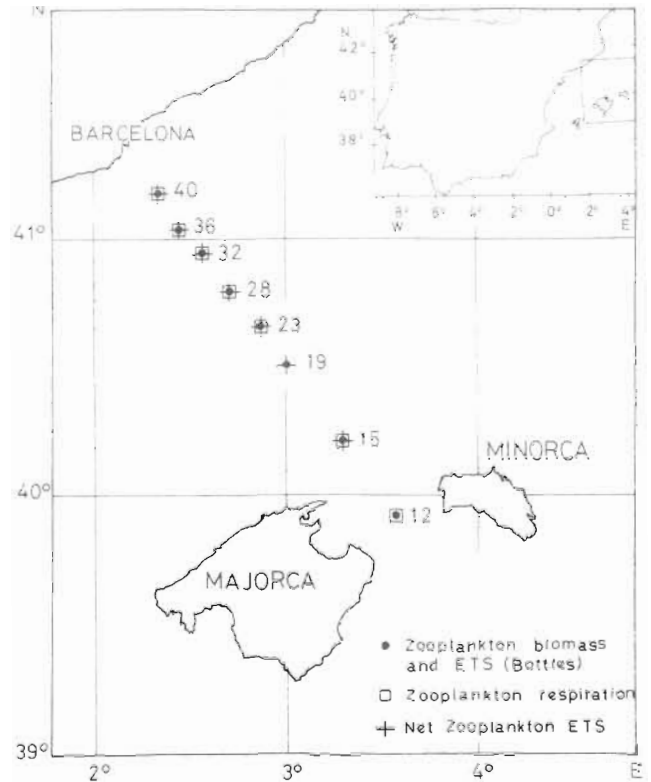 N
N
42°
40°
38°
8°
6°
4°
2°
0°
2°
4°
W
E
BARCELONA
40
36
41°
32
28
23
19
15
MINORCA
40°
12
MAJORCA
Zooplankton biomass
and ETS (Bottles)
Zooplankton respiration
Net Zooplankton ETS
39°
2°
3°
4°
E